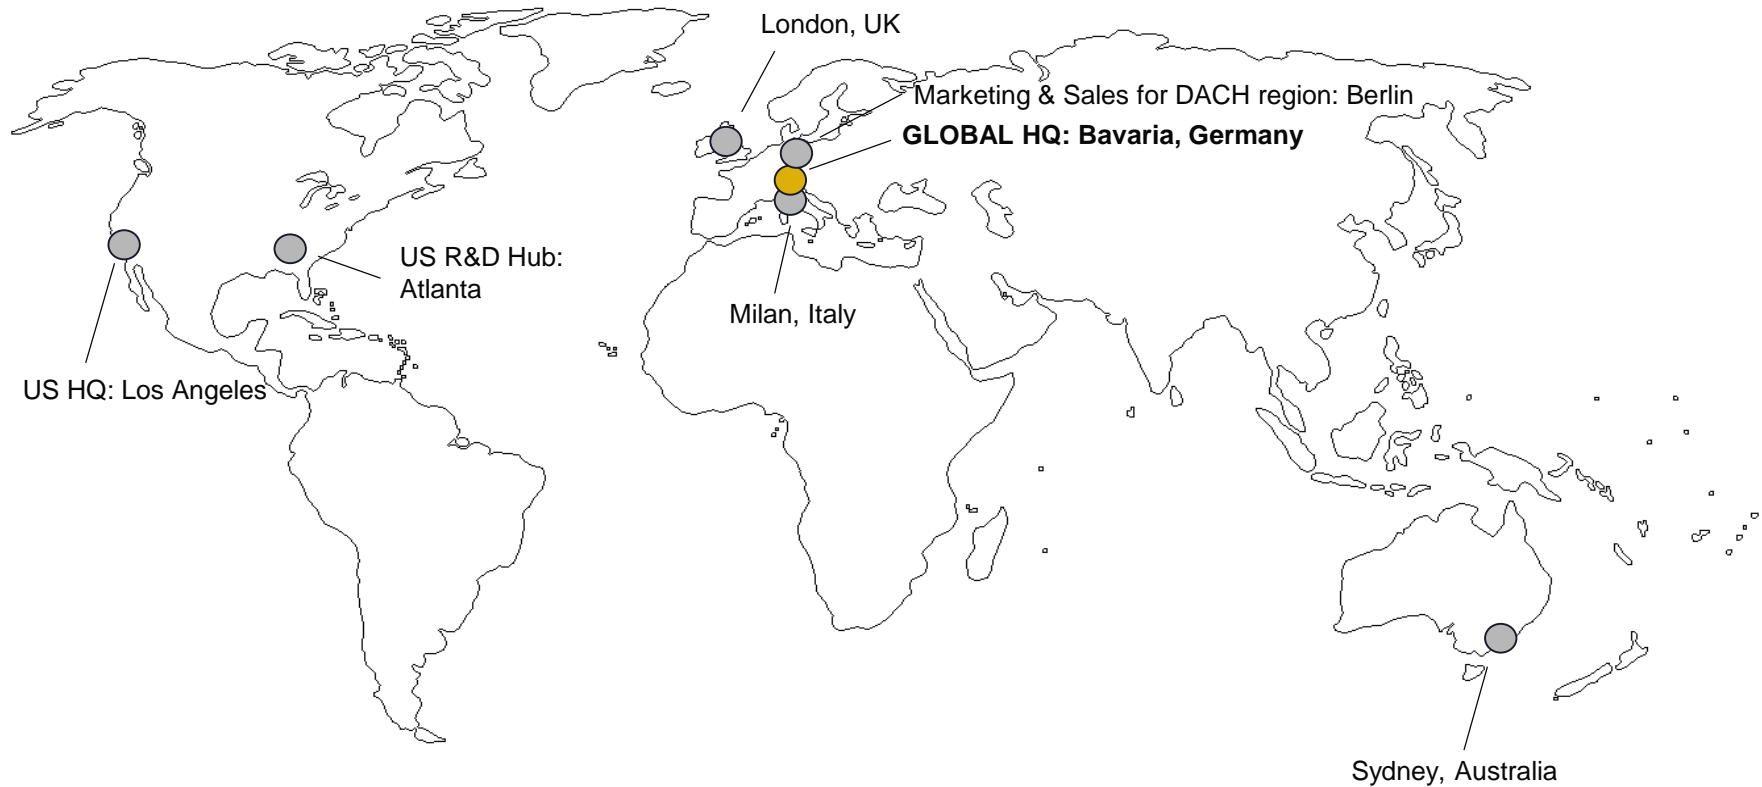 London, UK
Marketing & Sales for DACH region: Berlin
GLOBAL HQ: Bavaria, Germany
US R&D Hub:
Atlanta
Milan, Italy
US HQ: Los Angeles
Sydney, Australia